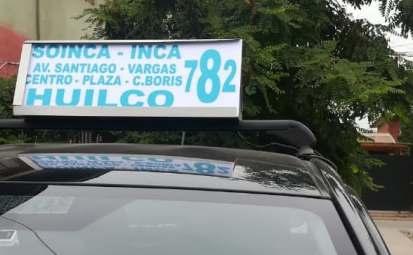 SOINCA - INCA
AV. SANTIAGO - VARGAS
CENTRO - PLAZA - C.BORIS
HUILCO
782